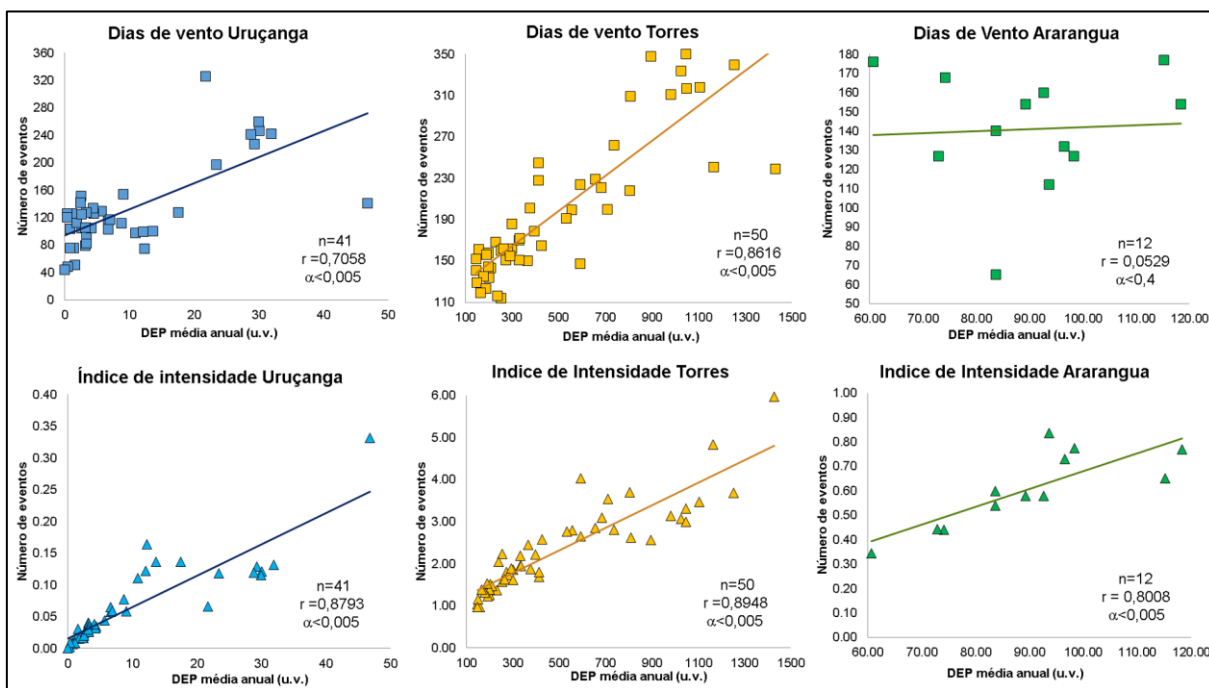 Dias de vento Uruçanga
Número de eventos
360
320
280
240
200
160
120
80
40
0
n=41
r =0,7058
α<0,005
0 10 20 30 40 50
DEP média anual (u.v.)
Dias de vento Torres
Número de eventos
350
310
270
230
190
150
110
n=50
r =0,8616
α<0,005
100 300 500 700 900 1100 1300 1500
DEP média anual (u.v.)
Dias de Vento Ararangua
Número de eventos
180
170
160
150
140
130
120
110
100
90
80
70
60
50
n=12
r = 0,0529
α<0,4
60.00 70.00 80.00 90.00 100.00 110.00 120.00
DEP média anual (u.v.)
Índice de intensidade Uruçanga
Número de eventos
0.40
0.35
0.30
0.25
0.20
0.15
0.10
0.05
0.00
n=41
r =0,8793
α<0,005
0 10 20 30 40 50
DEP média anual (u.v.)
Indice de Intensidade Torres
Número de eventos
6.00
5.00
4.00
3.00
2.00
1.00
0.00
n=50
r =0,8948
α<0,005
100 300 500 700 900 1100 1300 1500
DEP média anual (u.v.)
Indice de Intensidade Ararangua
Número de eventos
1.00
0.90
0.80
0.70
0.60
0.50
0.40
0.30
0.20
0.10
0.00
n=12
r = 0,8008
α<0,005
60.00 70.00 80.00 90.00 100.00 110.00 120.00
DEP média anual (u.v.)